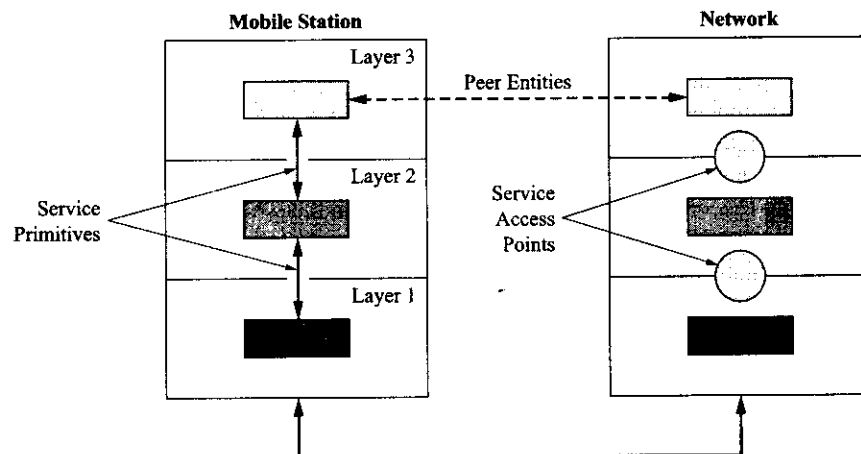 Mobile Station
Network
Layer 3
Peer Entities
Layer 2
Service
Primitives
Service
Access
Points
Layer 1